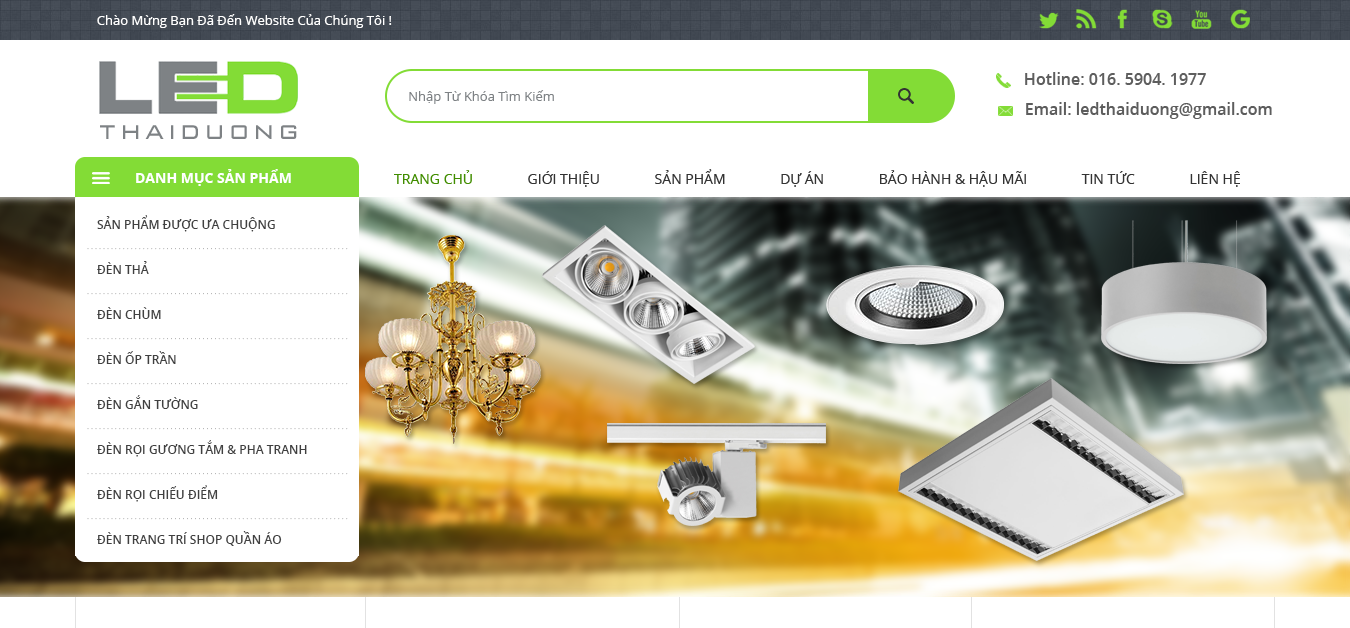 Chào Mừng Bạn Đã Đến Website Của Chúng Tôi !
You
Tube
LED
THAIDUONG
Nhập Từ Khóa Tìm Kiếm
Hotline: 016. 5904. 1977
Email: ledthaiduong@gmail.com
DANH MỤC SẢN PHẨM
TRANG CHỦ
GIỚI THIỆU
SẢN PHẨM
DỰ ÁN
BẢO HÀNH & HẬU MÃI
TIN TỨC
LIÊN HỆ
SẢN PHẨM ĐƯỢC ƯA CHUỘNG
ĐÈN THẢ
ĐÈN CHÙM
ĐÈN ỐP TRẦN
ĐÈN GẮN TƯỜNG
ĐÈN RỌI GƯƠNG TẮM & PHA TRANH
ĐÈN RỌI CHIẾU ĐIỂM
ĐÈN TRANG TRÍ SHOP QUẦN ÁO